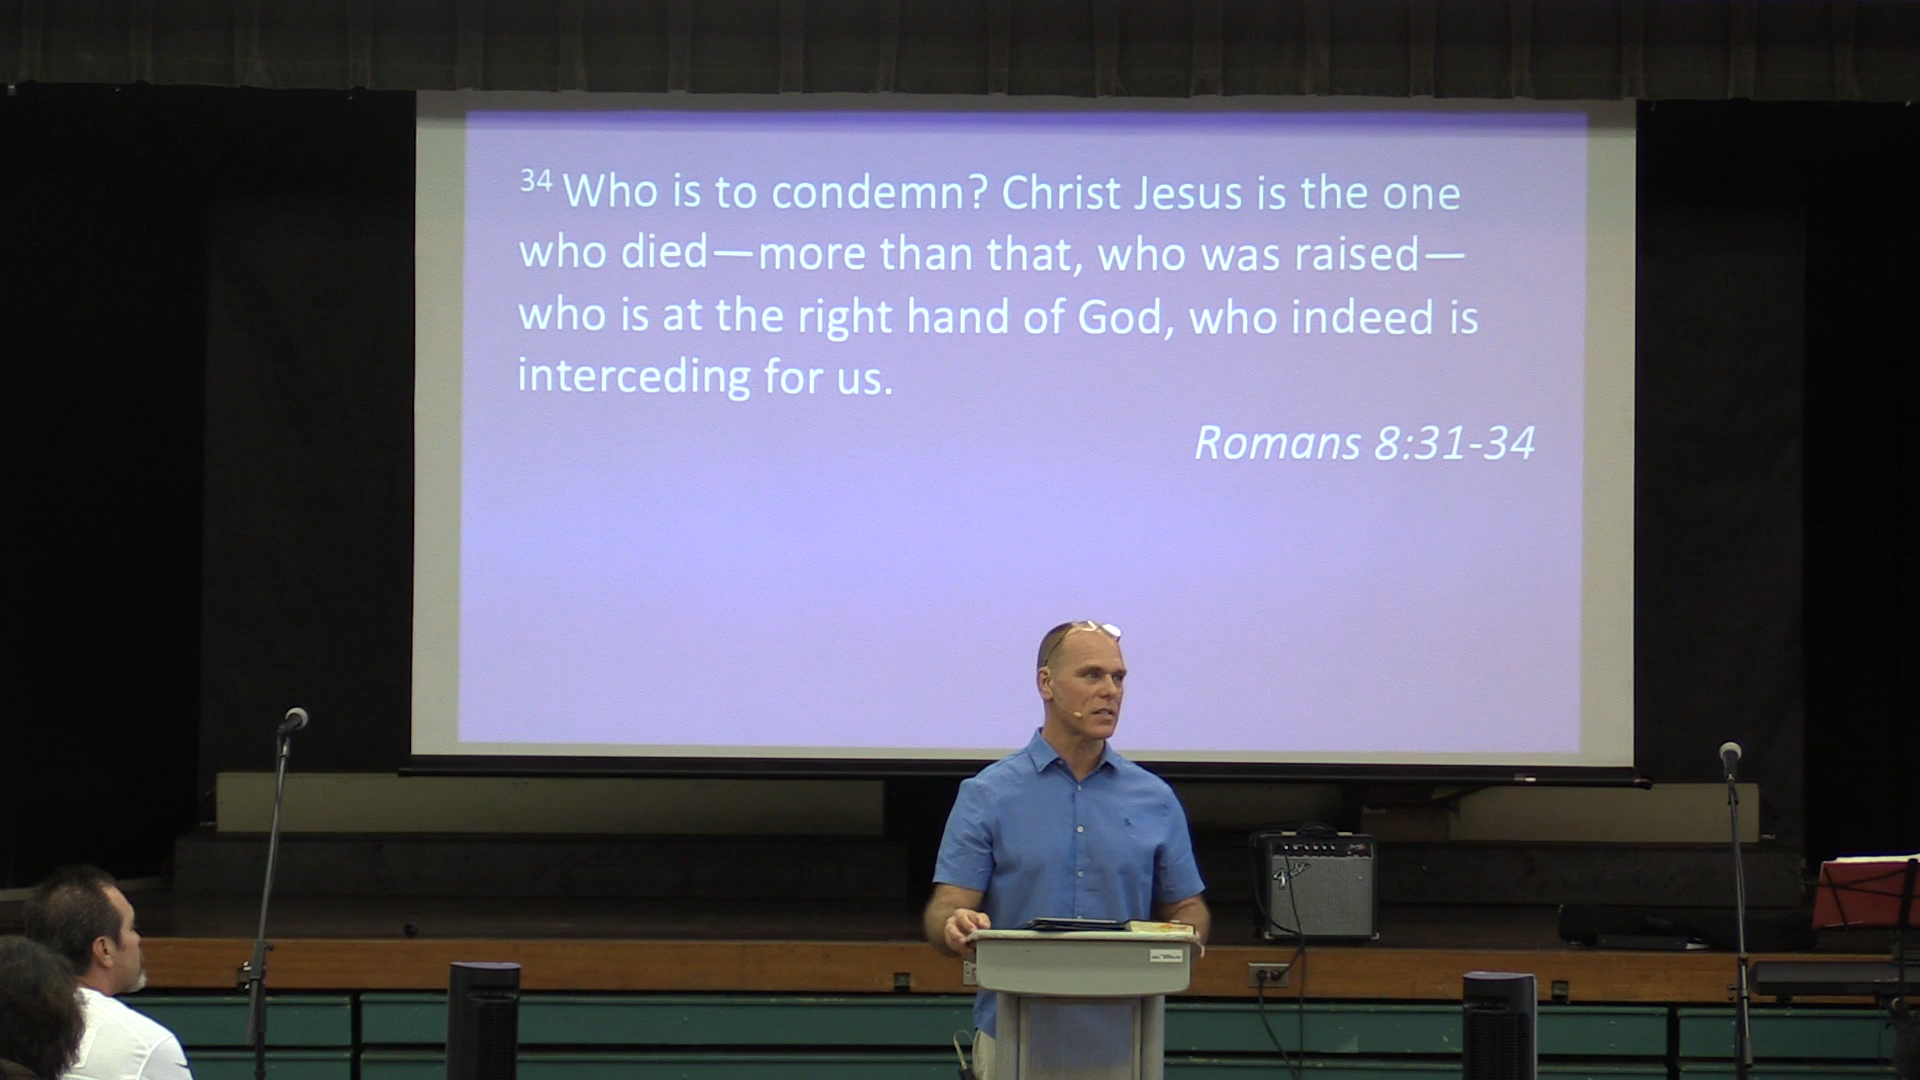 34 Who is to condemn? Christ Jesus is the one
who died—more than that, who was raised—
who is at the right hand of God, who indeed is
interceding for us.
Romans 8:31-34